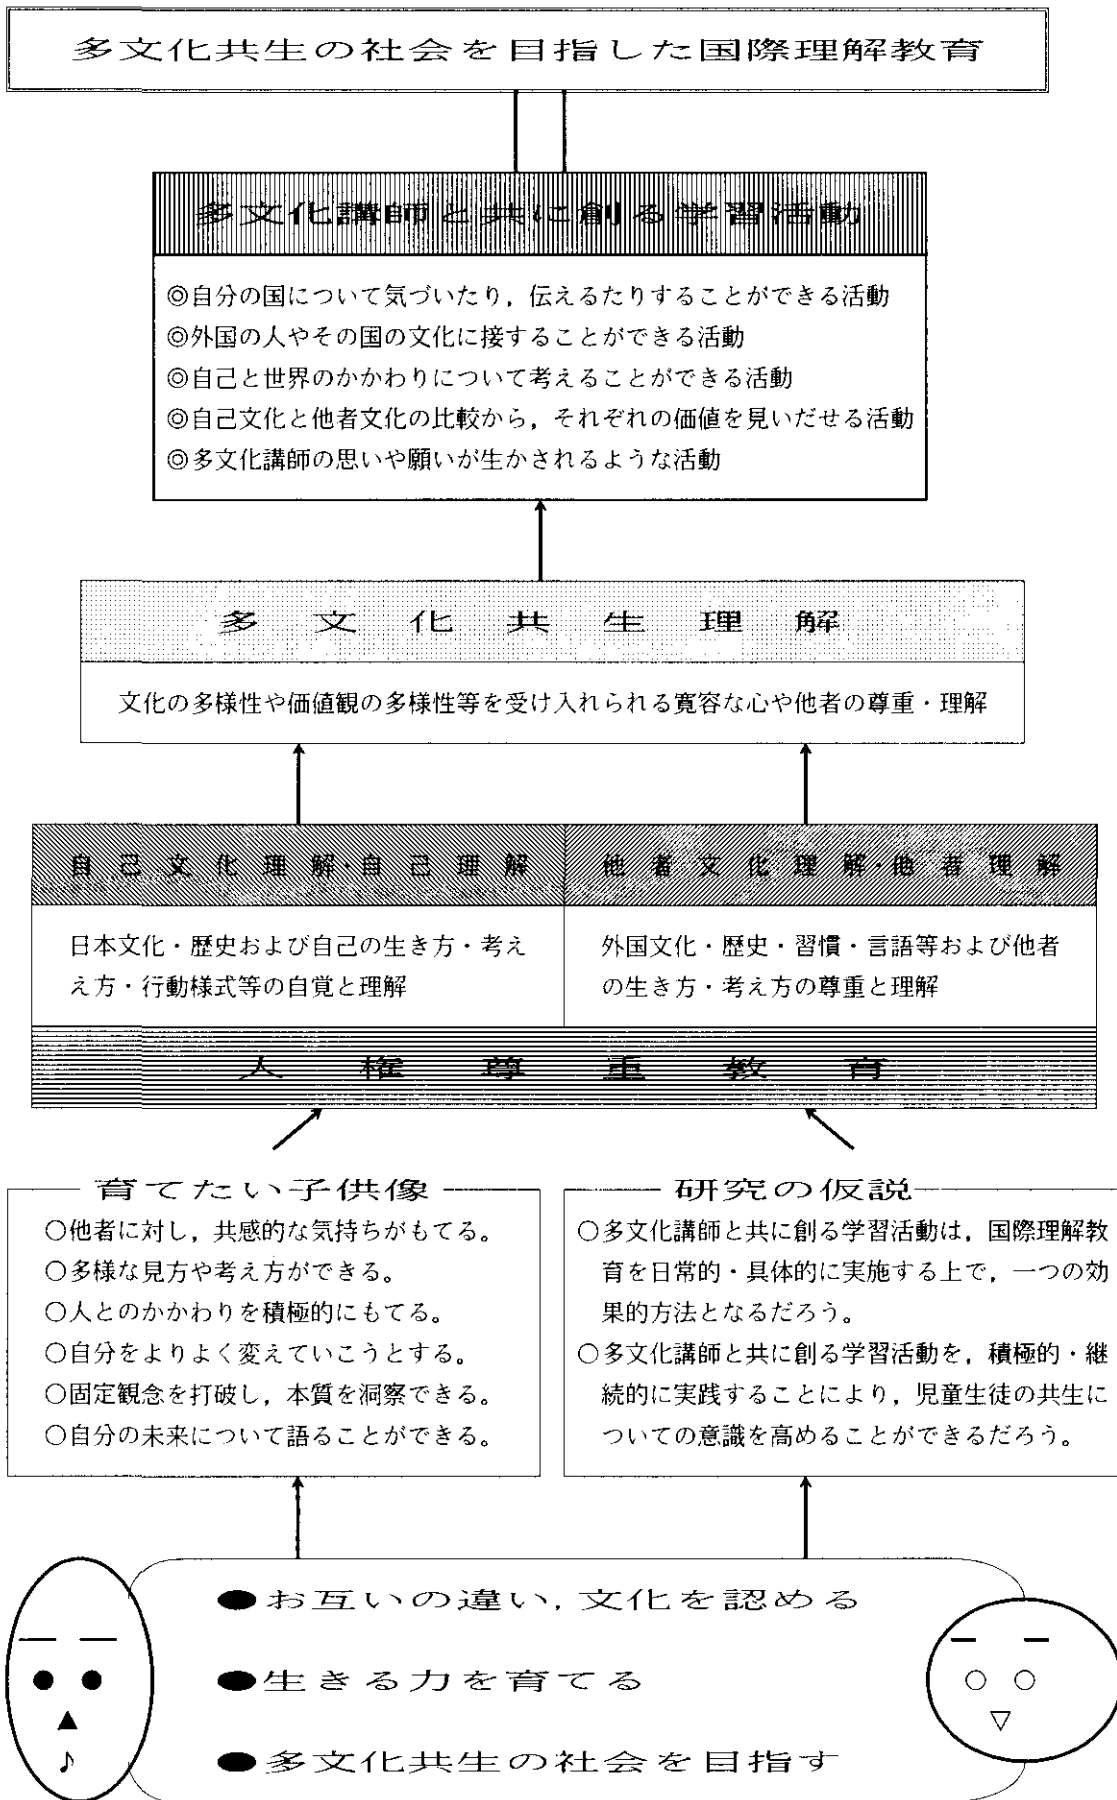 多文化共生の社会を目指した国際理解教育
多文化講師と共に創る学習活動
◎自分の国について気づいたり，伝えるたりすることができる活動
◎外国の人やその国の文化に接することができる活動
◎自己と世界のかかわりについて考えることができる活動
◎自己文化と他者文化の比較から，それぞれの価値を見いだせる活動
◎多文化講師の思いや願いが生かされるような活動
多文化共生理解
文化の多様性や価値観の多様性等を受け入れられる寛容な心や他者の尊重・理解
自己文化理解・自己理解
日本文化・歴史および自己の生き方・考え
え方・行動様式等の自覚と理解
他者文化理解・他者理解
外国文化・歴史・習慣・言語等および他者
の生き方・考え方の尊重と理解
人権尊重教育
育てたい子供像
○他者に対し，共感的な気持ちがもてる。
○多様な見方や考え方ができる。
○人とのかかわりを積極的にもてる。
○自分をよりよく変えていこうとする。
○固定観念を打破し，本質を洞察できる。
○自分の未来について語ることができる。
研究の仮説
○多文化講師と共に創る学習活動は，国際理解教
育を日常的・具体的に実施する上で，一つの効
果的方法となるだろう。
○多文化講師と共に創る学習活動を，積極的・継
続的に実践することにより，児童生徒の共生に
ついての意識を高めることができるだろう。
●お互いの違い，文化を認める
●生きる力を育てる
●多文化共生の社会を目指す